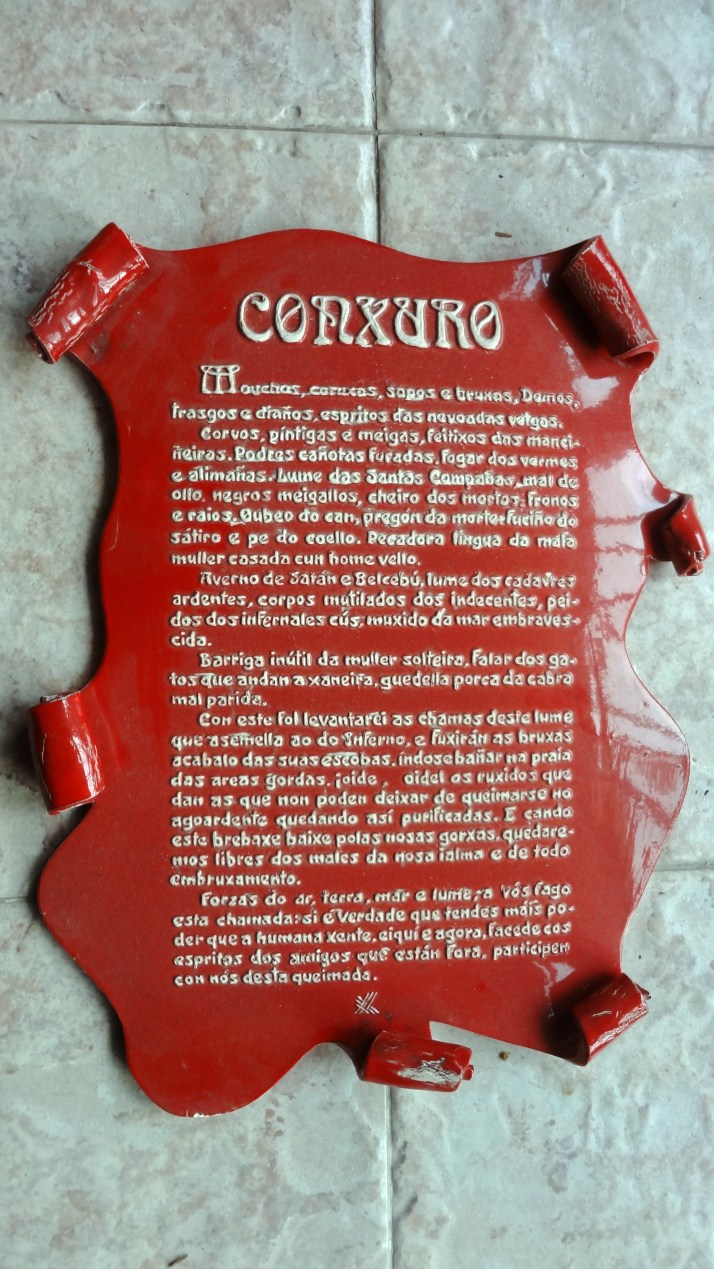 CONXURO
Mouchos, coruxas, sapos e bruxas, Demos,
trasgos e diaños, espritos das nevoadas veigas.
Corvos, píntigas e meigas, feitixos das manci-
ñeiras. Podres cañotas furadas, fogar dos vermes
e alimañas. Lume das Santas Compañas, mal de
ollo, negros meigallos, cheiro dos mortos, tronos
e raios. Oubeo do can, pregón da morte, fuciño do
sátiro e pe do coello. Pecadora lingua da mala
muller casada cun home vello.
Averno de Satán e Belcebú, lume dos cadavres
ardentes, corpos mutilados dos indecentes, pei-
dos dos infernales cús, muxido da mar embraves-
cida.
Barriga inútil da muller solteira, falar dos ga-
tos que andan a xaneira, guedella porca da cabra
mal parida.
Con este fol levantarei as chamas deste lume
que asemella ao do Inferno, e fuxirán as bruxas
acabalo das suas escobas, indose bañar na praia
das areas gordas. ¡oide, oide! os ruxidos que
dan as que non poden deixar de queimarse no
agoardente quedando así purificadas. E cando
este brebaxe baixe polas nosas gorxas, quedare-
mos libres dos males da nosa ialma e de todo
embruxamento.
Forzas do ar, terra, mar e lume, a vós fago
esta chamada: si é verdade que tendes máis po-
der que a humana xente, eiquí e agora, facede cos
espritos dos amigos que están fora, participen
con nós desta queimada.